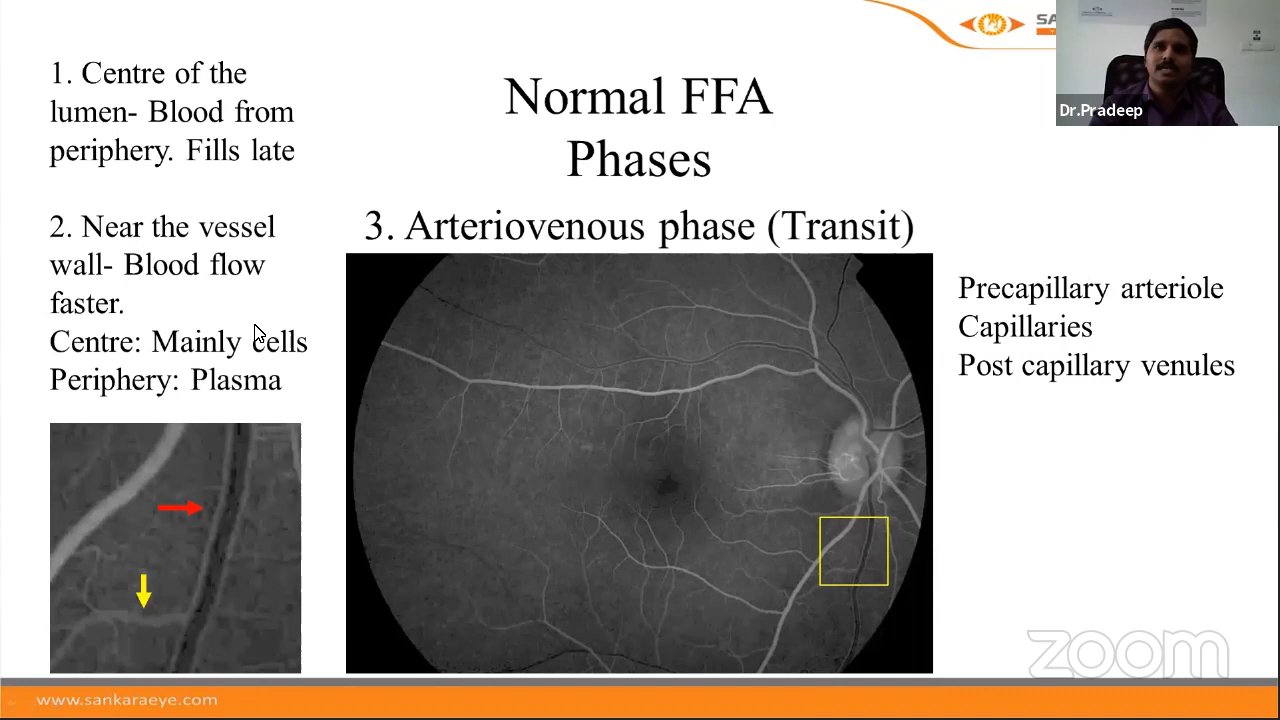 1. Centre of the
lumen- Blood from
periphery. Fills late
2. Near the vessel
wall- Blood flow
faster.
Centre: Mainly cells
Periphery: Plasma
Normal FFA
Phases
3. Arteriovenous phase (Transit)
Precapillary arteriole
Capillaries
Post capillary venules
SA
Dr.Pradeep
zoom
www.sankaraeye.com